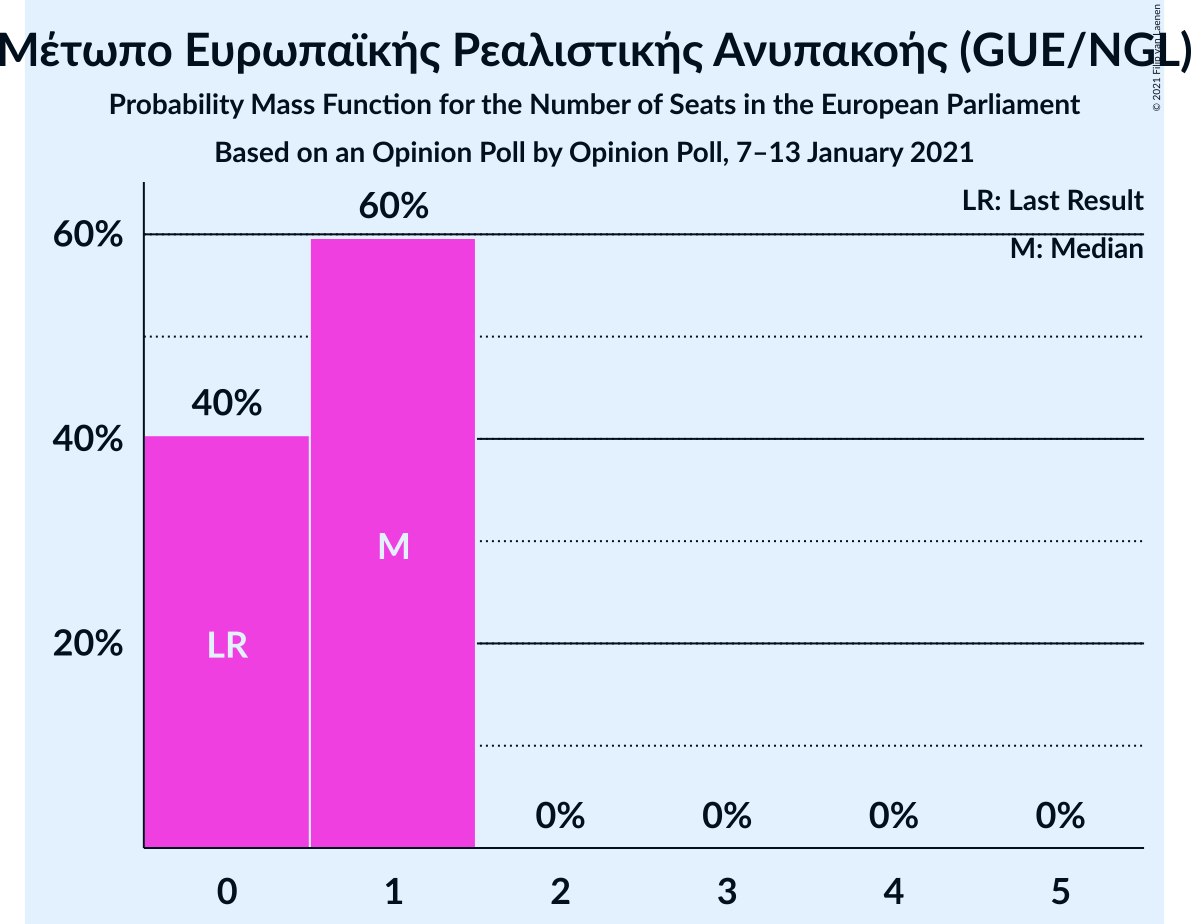 Μέτωπο Ευρωπαϊκής Ρεαλιστικής Ανυπακοής (GUE/NGL)
© 2021 Filip van Laenen
Probability Mass Function for the Number of Seats in the European Parliament
Based on an Opinion Poll by Opinion Poll, 7–13 January 2021
LR: Last Result
M: Median
60%
60%
40%
40%
20%
M
LR
0%
0%
0%
0%
0
1
2
3
4
5